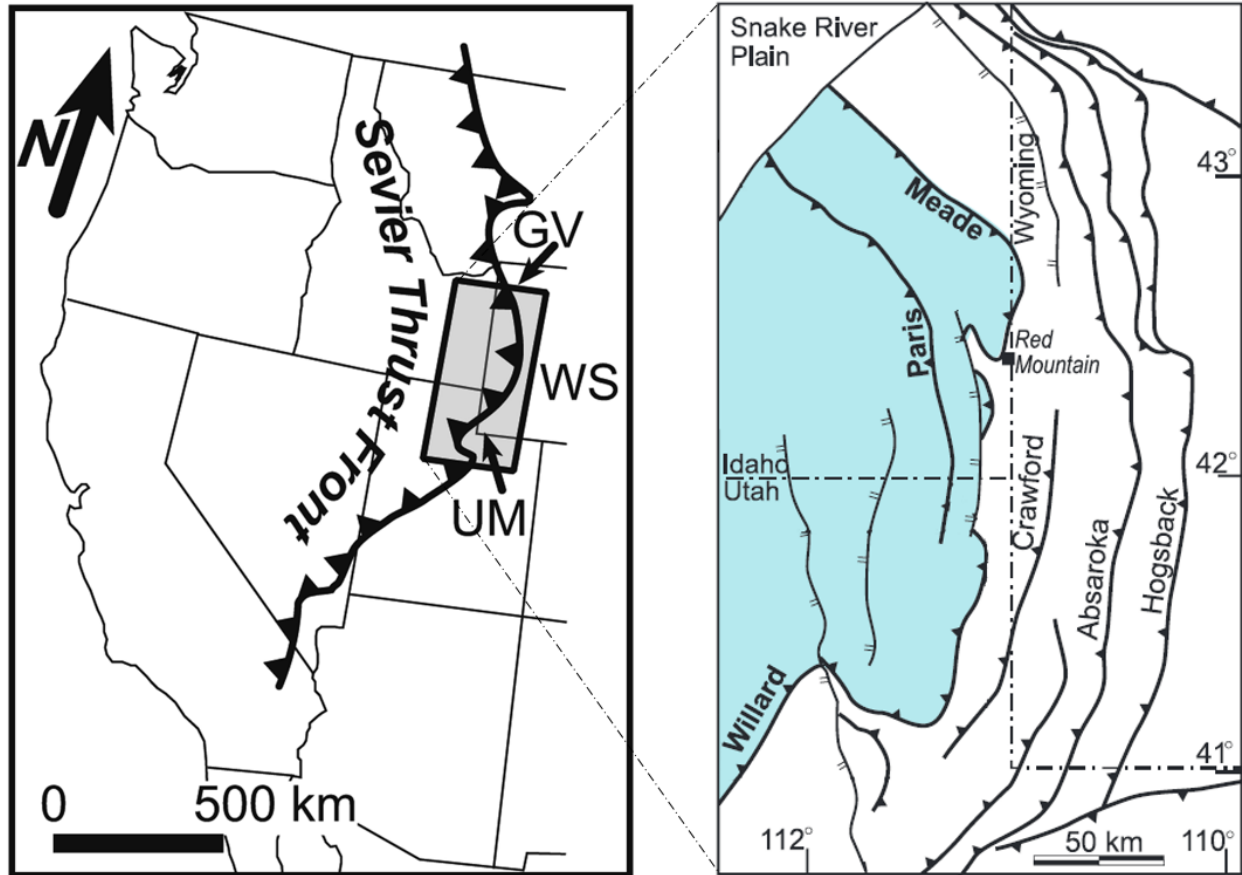 N
Sevier Thrust Front
GV
WS
UM
0 500 km
Snake River
Plain
43°
Wyoming
Meade
Paris
Red
Mountain
Idaho
Utah
42°
Crawford
Absaroka
Hogsback
Willard
41°
112°
50 km
110°